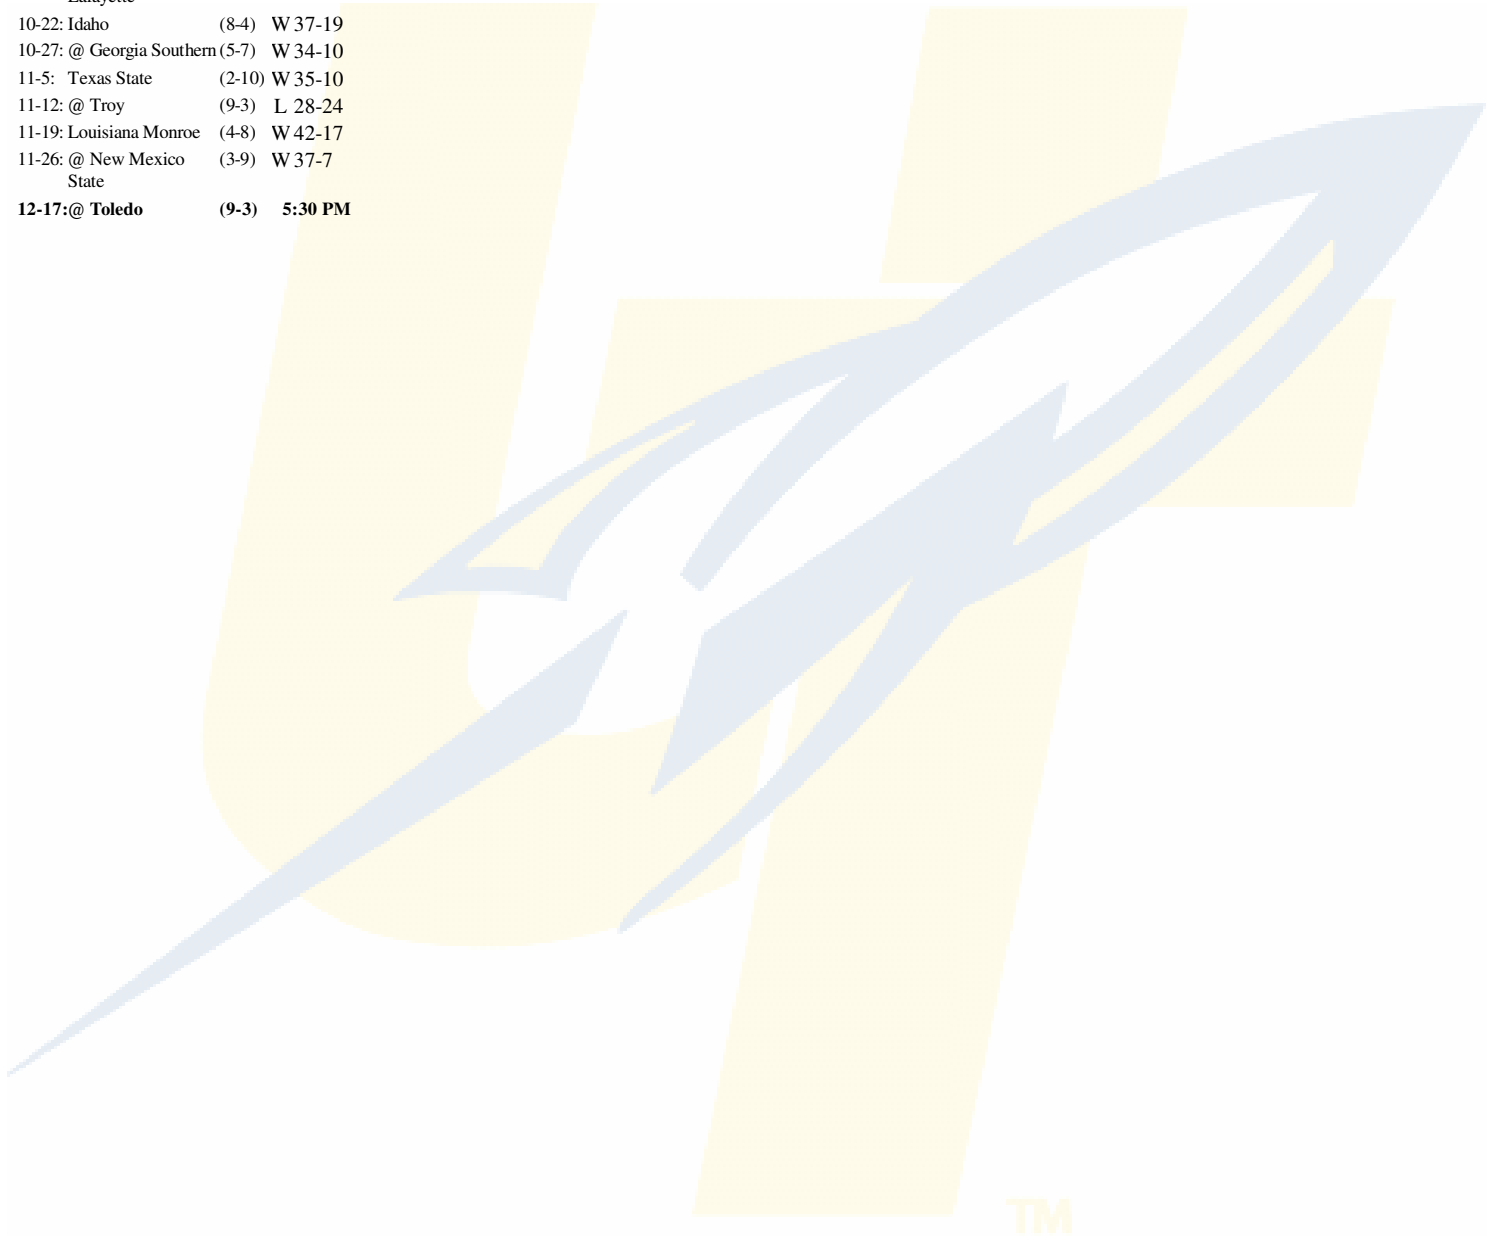 Lafayette
10-22: Idaho (8-4) W 37-19
10-27: @ Georgia Southern (5-7) W 34-10
11-5: Texas State (2-10) W 35-10
11-12: @ Troy (9-3) L 28-24
11-19: Louisiana Monroe (4-8) W 42-17
11-26: @ New Mexico (3-9) W 37-7
State
12-17:@ Toledo (9-3) 5:30 PM
UT
TM